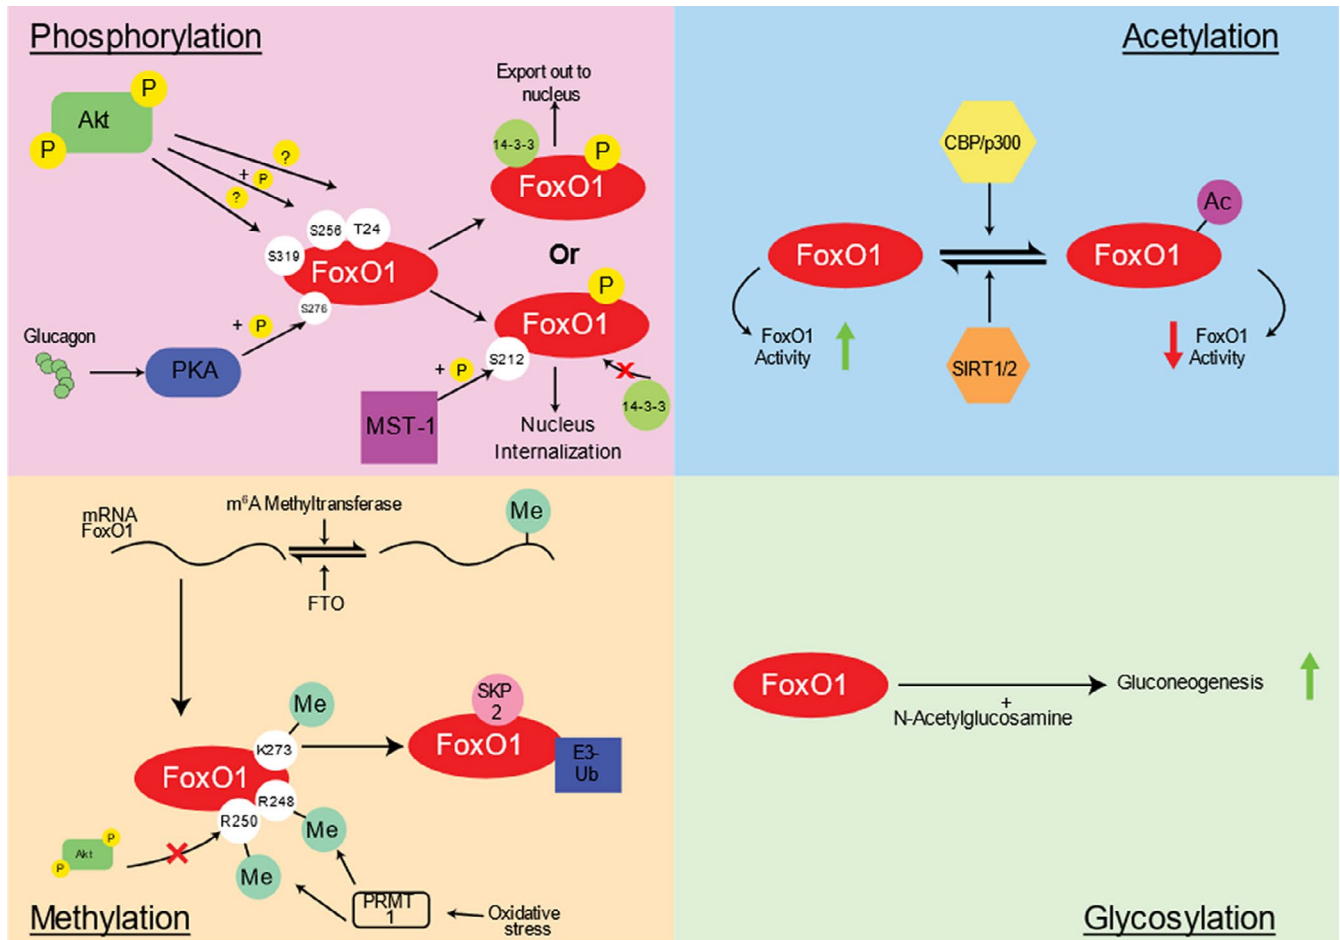 Phosphorylation
Akt
P
P
?
+ P
?
S256
T24
S319
FoxO1
S276
Glucagon
PKA
+ P
Export out to
nucleus
14-3-3
P
FoxO1
Or
P
FoxO1
S212
+ P
MST-1
X
14-3-3
Nucleus
Internalization
Acetylation
CBP/p300
Ac
FoxO1
FoxO1
FoxO1
Activity
FoxO1
Activity
SIRT1/2
mRNA
FoxO1
m⁶A Methyltransferase
Me
FTO
Me
K273
FoxO1
R248
R250
Me
Me
P
Akt
P
X
PRMT
1
Oxidative
stress
SKP
2
FoxO1
E3-
Ub
Methylation
FoxO1
+
N-Acetylglucosamine
Gluconeogenesis
Glycosylation